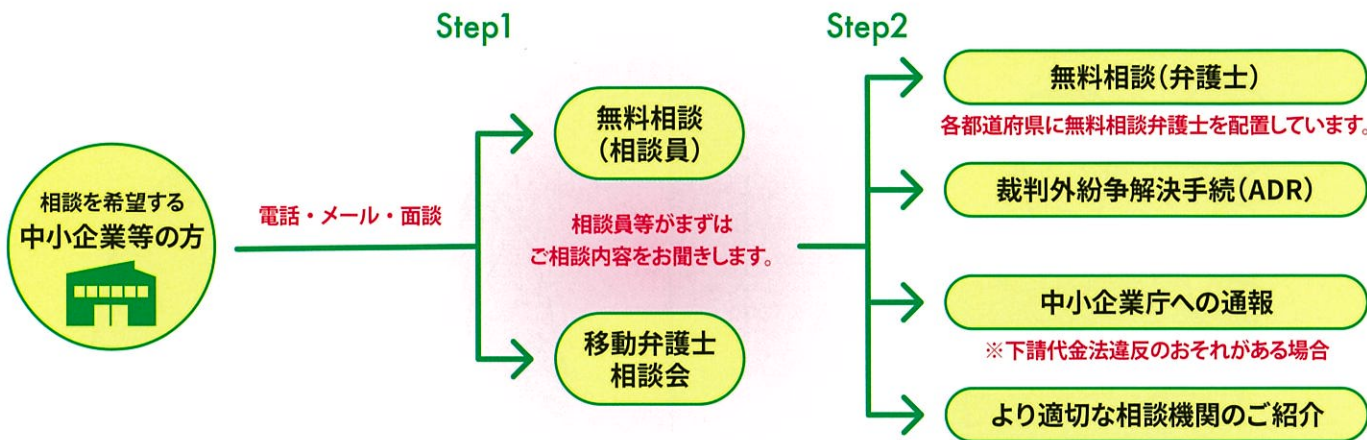 Step1
Step2
相談を希望する
中小企業等の方
電話・メール・面談
無料相談
（相談員）
相談員等がまずは
ご相談内容をお聞きします。
移動弁護士
相談会
無料相談（弁護士）
各都道府県に無料相談弁護士を配置しています。
裁判外紛争解決手続（ADR）
中小企業庁への通報
※下請代金法違反のおそれがある場合
より適切な相談機関のご紹介